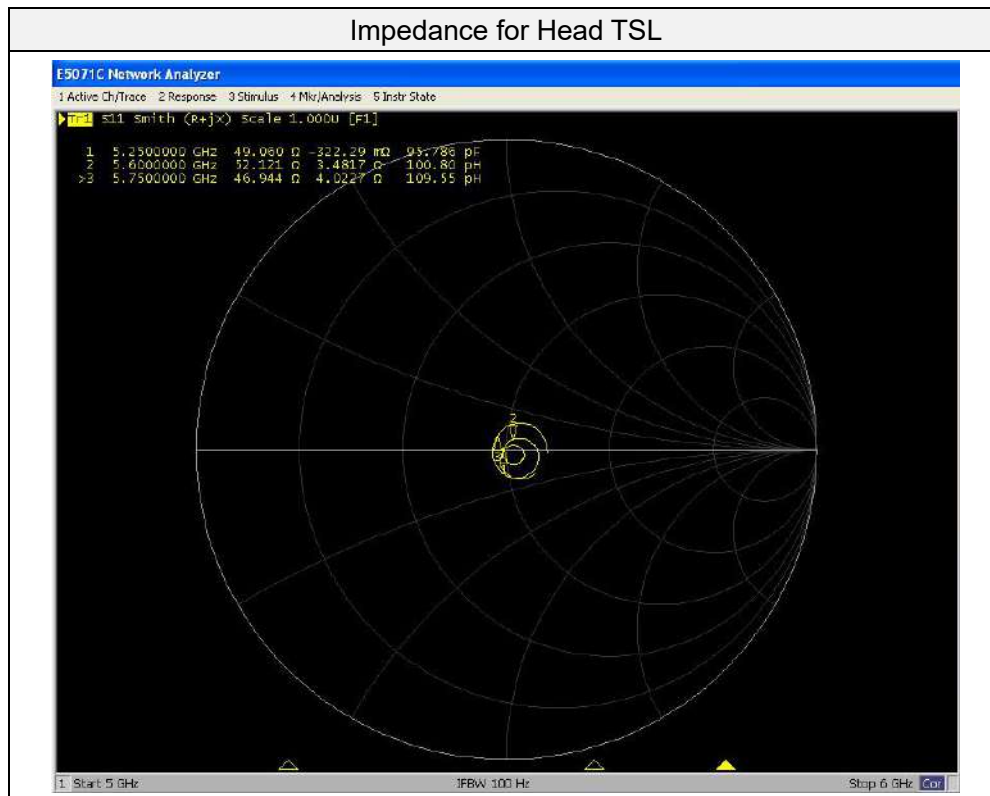 Impedance for Head TSL
E5071C Network Analyzer
1 Active Ch/Trace 2 Response 3 Stimulus 4 Mkr/Analysis 5 Instr State
Tr1 S11 Smith (R+jX) Scale 1.000U [F1]
1 5.2500000 GHz 49.060 Ω -322.29 mΩ pF
2 5.6000000 GHz 52.121 Ω 3.4817 Ω 100.80 pH
>3 5.7500000 GHz 46.944 Ω 4.0227 Ω 109.55 pH
2
1 Start 5 GHz IFBW 100 Hz Stop 6 GHz Cor